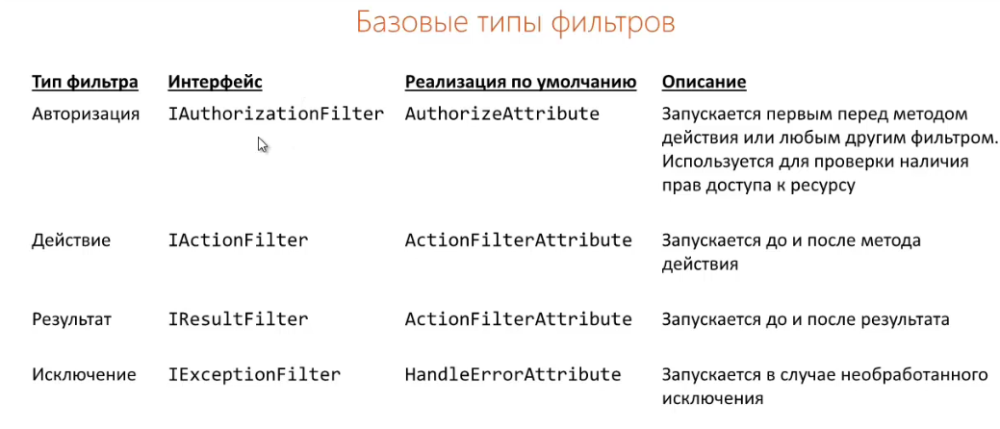 Базовые типы фильтров
Тип фильтра Интерфейс Реализация по умолчанию Описание
Авторизация IAuthorizationFilter AuthorizeAttribute Запускается первым перед методом
действия или любым другим фильтром.
Используется для проверки наличия
прав доступа к ресурсу
Действие IActionFilter ActionFilterAttribute Запускается до и после метода
действия
Результат IResultFilter ActionFilterAttribute Запускается до и после результата
Исключение IExceptionFilter HandleErrorAttribute Запускается в случае необработанного
исключения